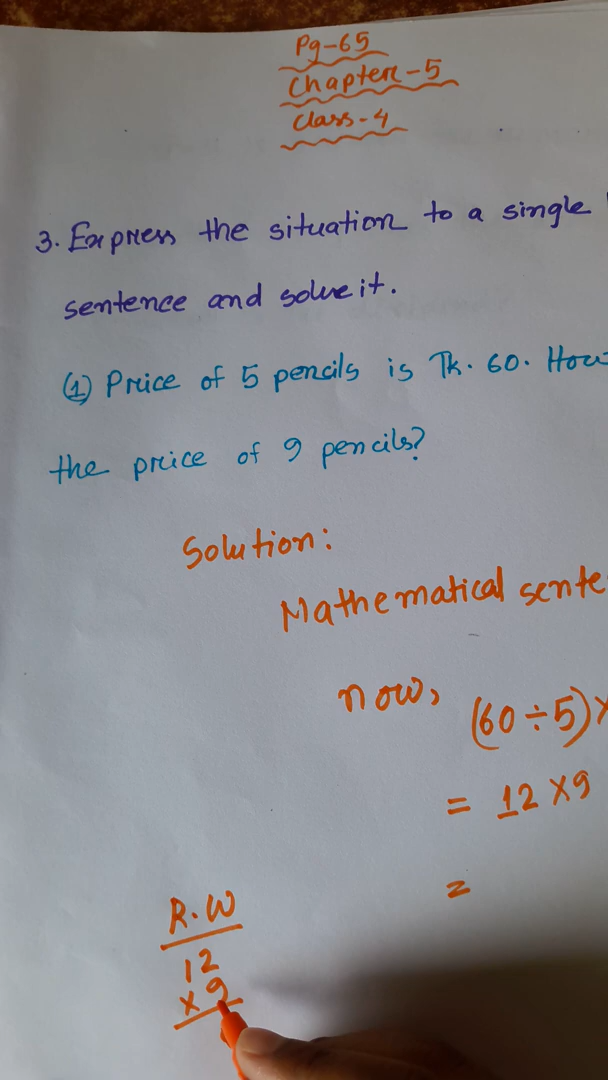 Pg-65
Chapter-5
Class-4
3. Express the situation to a single
sentence and solve it.
(1) Price of 5 pencils is Tk. 60. How
the price of 9 pencils?
Solution:
Mathematical sente
now, (60÷5)×
= 12×9
=
R.W
12
×9